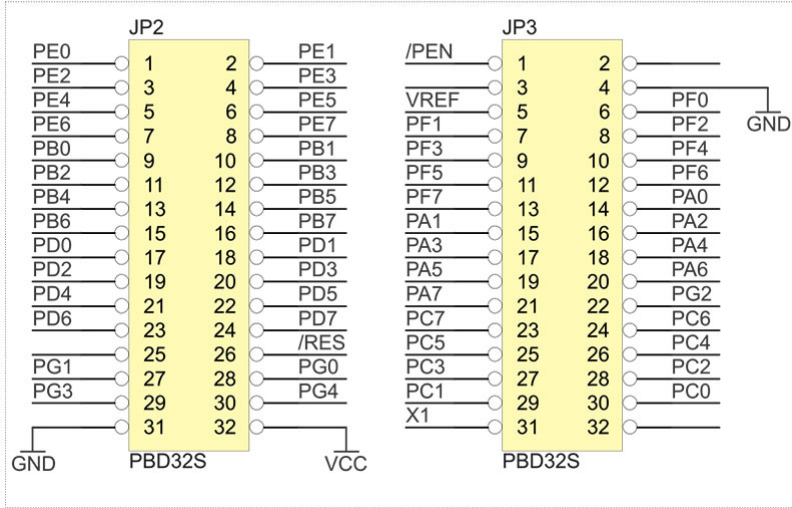 JP2
PE0 1 2 PE1
PE2 3 4 PE3
PE4 5 6 PE5
PE6 7 8 PE7
PB0 9 10 PB1
PB2 11 12 PB3
PB4 13 14 PB5
PB6 15 16 PB7
PD0 17 18 PD1
PD2 19 20 PD3
PD4 21 22 PD5
PD6 23 24 PD7
25 26 /RES
PG1 27 28 PG0
PG3 29 30 PG4
31 32
GND VCC
PBD32S
JP3
/PEN 1 2
3 4
GND
VREF 5 6 PF0
PF1 7 8 PF2
PF3 9 10 PF4
PF5 11 12 PF6
PF7 13 14 PA0
PA1 15 16 PA2
PA3 17 18 PA4
PA5 19 20 PA6
PA7 21 22 PG2
PC7 23 24 PC6
PC5 25 26 PC4
PC3 27 28 PC2
PC1 29 30 PC0
X1 31 32
PBD32S